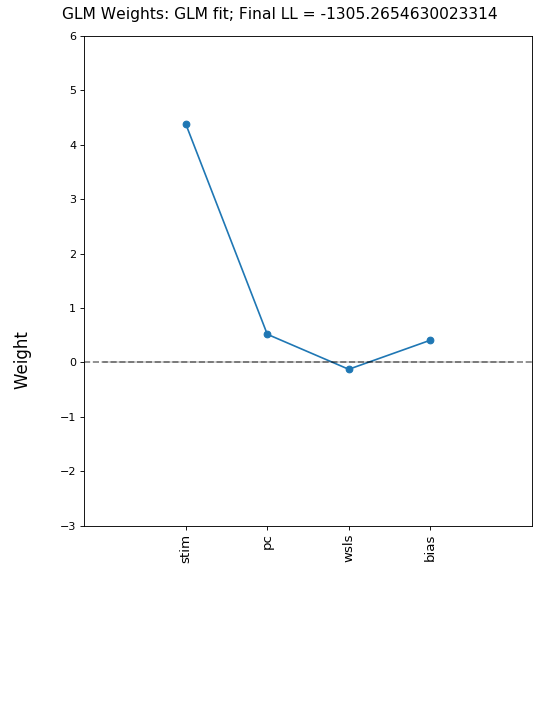 GLM Weights: GLM fit; Final LL = -1305.2654630023314
6
5
4
3
2
1
0
−1
−2
−3
Weight
stim
pc
wsls
bias